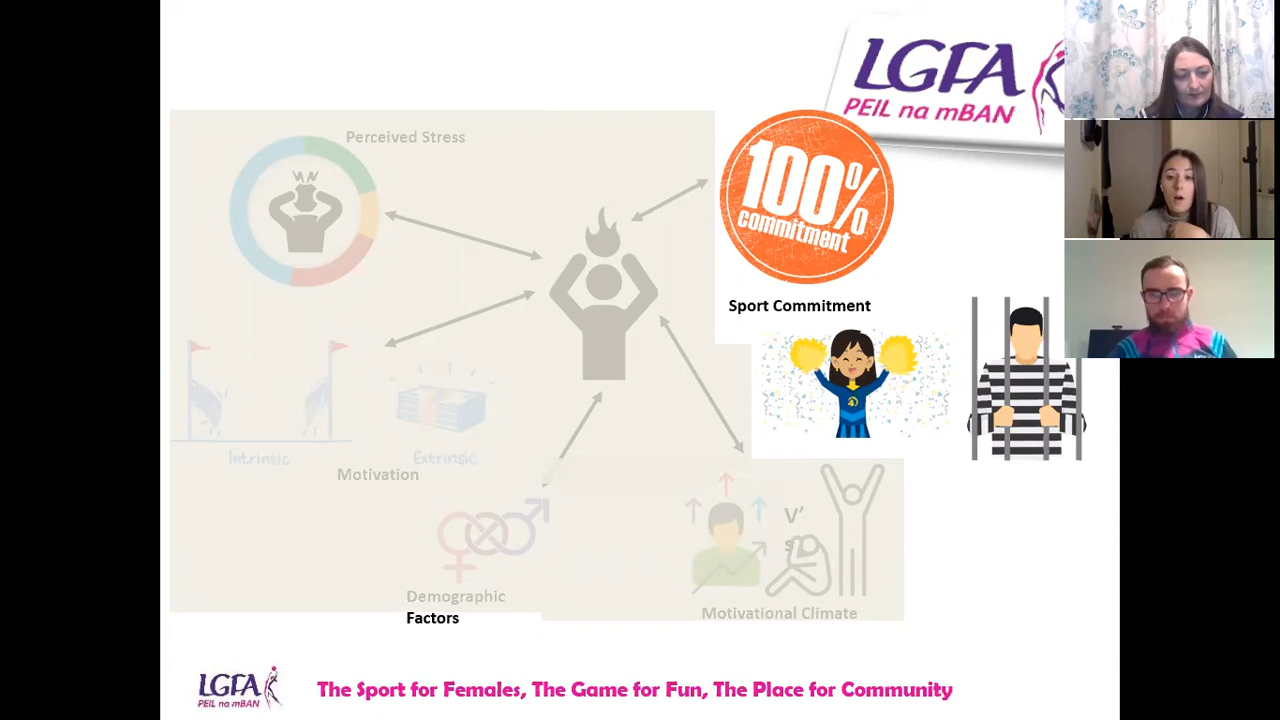 LGFA
PEIL na mBAN
Perceived Stress
100%
commitment
Sport Commitment
Intrinsic
Extrinsic
Motivation
V'
s
Demographic
Factors
Motivational Climate
LGFA
PEIL na mBAN
The Sport for Females, The Game for Fun, The Place for Community